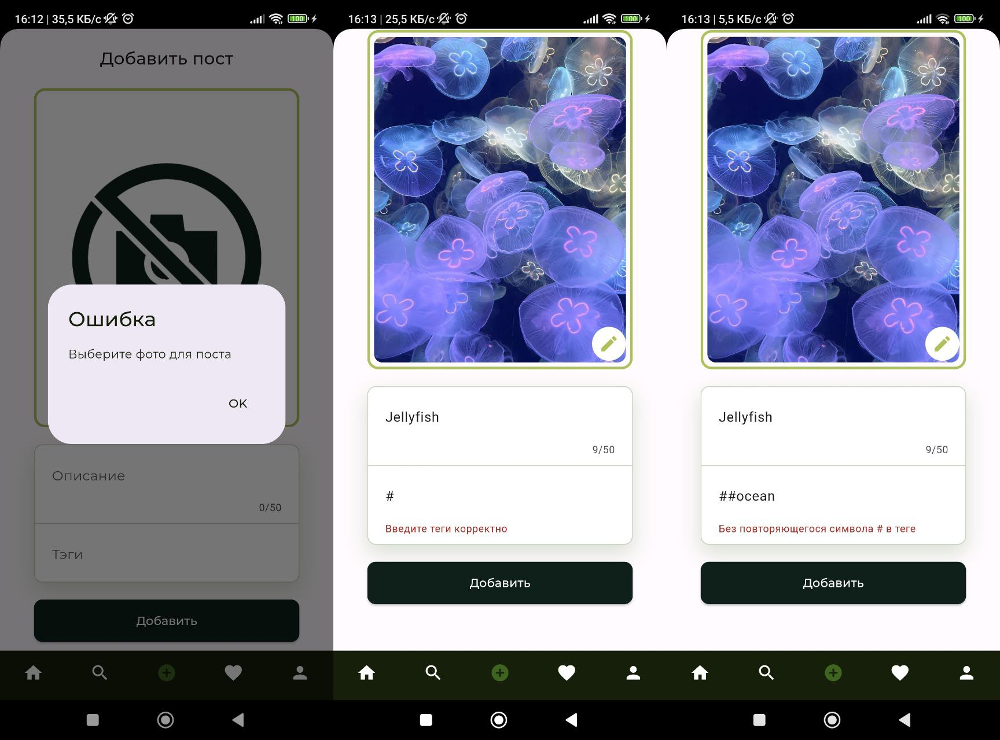 16:12 | 35,5 КБ/с
100
Добавить пост
Ошибка
Выберите фото для поста
OK
Описание
0/50
Тэги
Добавить
16:13 | 25,5 КБ/с
100
Jellyfish
9/50
#
Введите теги корректно
Добавить
16:13 | 5,5 КБ/с
100
Jellyfish
9/50
##ocean
Без повторяющегося символа # в теге
Добавить